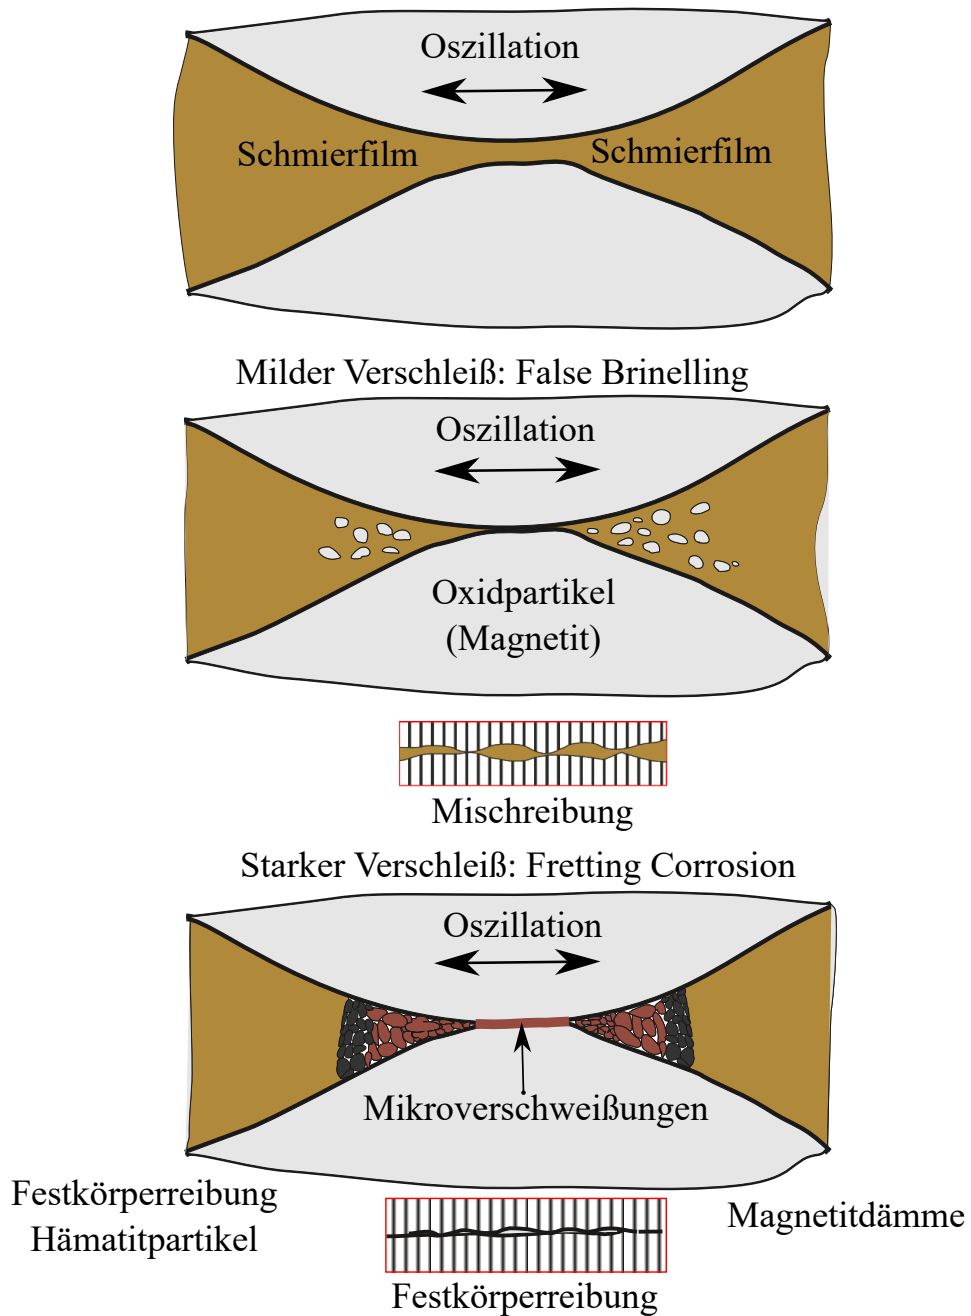 Oszillation
Schmierfilm
Schmierfilm
Milder Verschleiß: False Brinelling
Oszillation
Oxidpartikel
(Magnetit)
Mischreibung
Starker Verschleiß: Fretting Corrosion
Oszillation
Mikroverschweißungen
Festkörperreibung
Hämatitpartikel
Magnetitdämme
Festkörperreibung